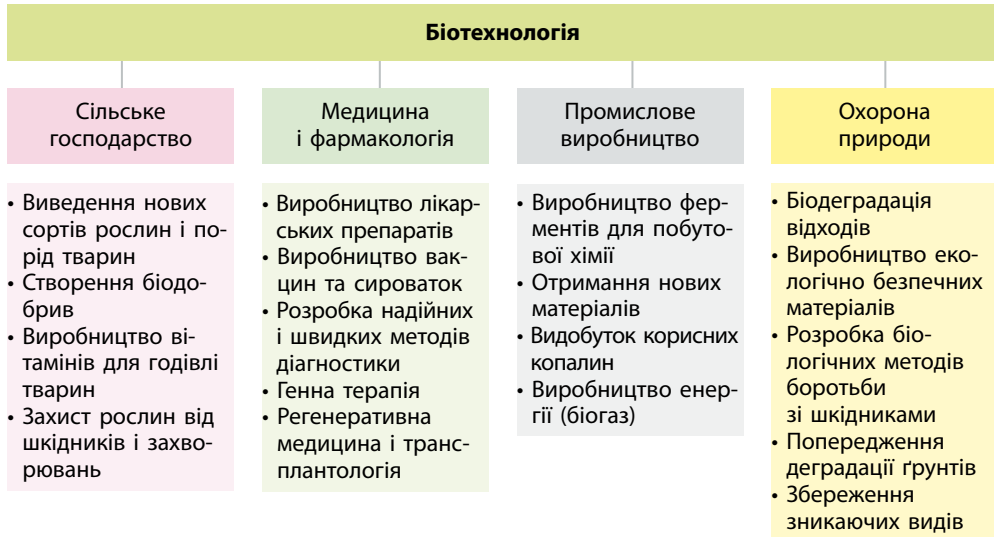 Біотехнологія
Сільське
господарство
Медицина
і фармакологія
Промислове
виробництво
Охорона
природи
• Виведення нових
сортів рослин і по-
рід тварин
• Створення біодо-
брив
• Виробництво ві-
тамінів для годівлі
тварин
• Захист рослин від
шкідників і захво-
рювань
• Виробництво лікар-
ських препаратів
• Виробництво вак-
цин та сироваток
• Розробка надійних
і швидких методів
діагностики
• Генна терапія
• Регенеративна
медицина і транс-
плантологія
• Виробництво фер-
ментів для побуто-
вої хімії
• Отримання нових
матеріалів
• Видобуток корисних
копалин
• Виробництво енер-
гії (біогаз)
• Біодеградація
відходів
• Виробництво еко-
логічно безпечних
матеріалів
• Розробка біо-
логічних методів
боротьби
зі шкідниками
• Попередження
деградації ґрунтів
• Збереження
зникаючих видів